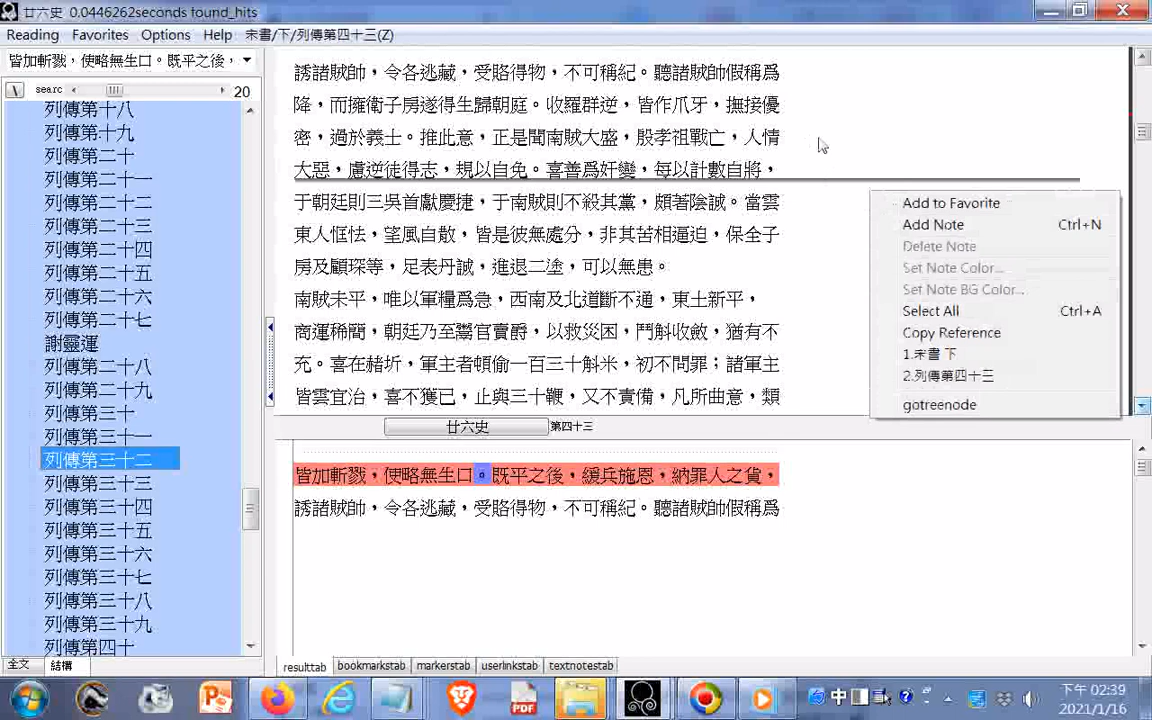 廿六史 0.0446262seconds found_hits
Reading Favorites Options Help 宋書/下/列傳第四十三(Z)
皆加斬戮，使略無生口。既平之後，
searc 20
列傳第十八
列傳第十九
列傳第二十
列傳第二十一
列傳第二十二
列傳第二十三
列傳第二十四
列傳第二十五
列傳第二十六
列傳第二十七
謝靈運
列傳第二十八
列傳第二十九
列傳第三十
列傳第三十一
列傳第三十二
列傳第三十三
列傳第三十四
列傳第三十五
列傳第三十六
列傳第三十七
列傳第三十八
列傳第三十九
列傳第四十
全文 結構
誘諸賊帥，令各逃藏，受賂得物，不可稱紀。聽諸賊帥假稱爲
降，而擁衛子房遂得生歸朝庭。收羅群逆，皆作爪牙，撫接優
密，過於義士。推此意，正是聞南賊大盛，殷孝祖戰亡，人情
大惡，慮逆徒得志，規以自免。喜善爲奸變，每以計數自將，
于朝廷則三吳首獻慶捷，于南賊則不殺其黨，頗著陰誠。當雲
東人恇怯，望風自散，皆是彼無處分，非其苦相逼迫，保全子
房及顧琛等，足表丹誠，進退二塗，可以無患。
南賊未平，唯以軍糧爲急，西南及北道斷不通，東土新平，
商運稀簡，朝廷乃至鬻官賣爵，以救災困，鬥斛收斂，猶有不
充。喜在赭圻，軍主者頓偷一百三十斛米，初不問罪；諸軍主
皆雲宜治，喜不獲已，止與三十鞭，又不責備，凡所曲意，類
Add to Favorite
Add Note Ctrl+N
Delete Note
Set Note Color...
Set Note BG Color...
Select All Ctrl+A
Copy Reference
1.宋書 下
2.列傳第四十三
gotreenode
廿六史 第四十三
皆加斬戮，使略無生口。既平之後，緩兵施恩，納罪人之貨，
誘諸賊帥，令各逃藏，受賂得物，不可稱紀。聽諸賊帥假稱爲
resulttab bookmarkstab markerstab userlinkstab textnotestab
中
下午 02:39
2021/1/16